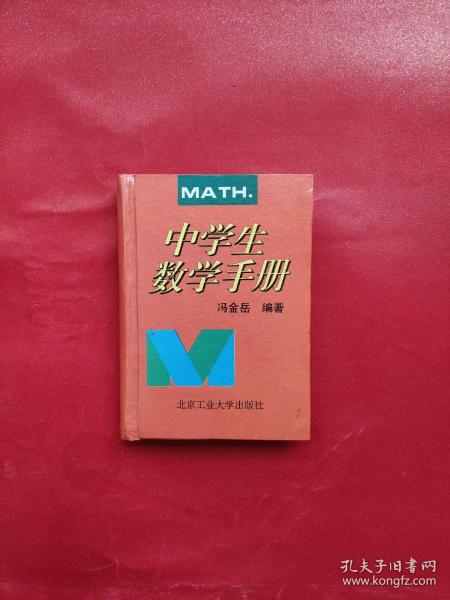 MATH.
中学生
数学手册
冯金岳 编著
M
北京工业大学出版社
孔夫子旧书网
www.kongfz.com